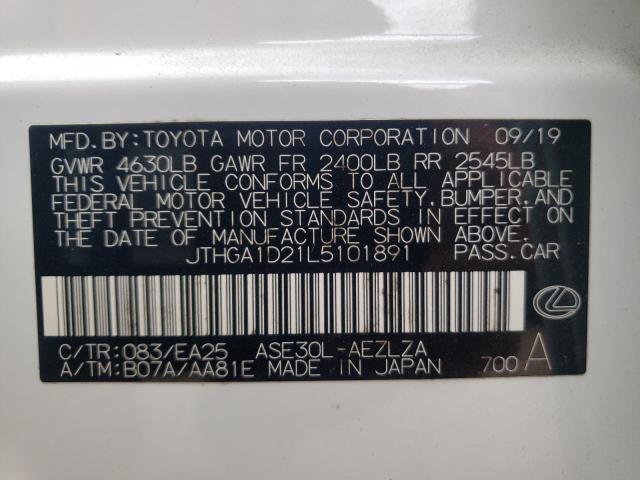 MFD.BY:TOYOTA MOTOR CORPORATION 09/19
GVWR 4630LB GAWR FR 2400LB RR 2545LB
THIS VEHICLE CONFORMS TO ALL APPLICABLE
FEDERAL MOTOR VEHICLE SAFETY,BUMPER,AND
THEFT PREVENTION STANDARDS IN EFFECT ON
THE DATE OF MANUFACTURE SHOWN ABOVE.
JTHGA1D21L5101891 PASS.CAR
C/TR:083/EA25 ASE30L-AEZLZA
A/TM:B07A/AA81E MADE IN JAPAN 700 A